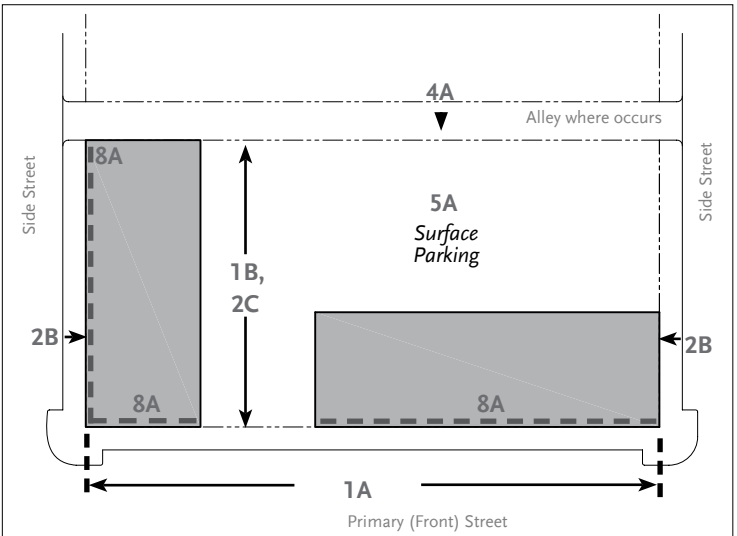 4A
Alley where occurs
8A
Side Street
Side Street
5A
Surface
Parking
1B,
2C
2B
2B
8A
8A
1A
Primary (Front) Street